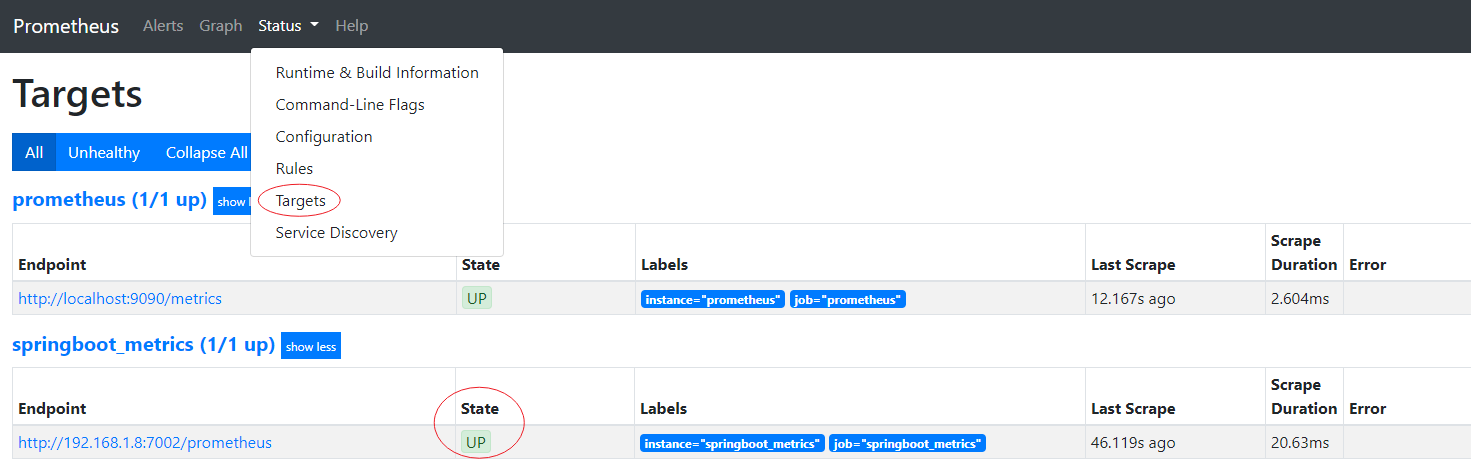 Prometheus Alerts Graph Status Help
Runtime & Build Information
Command-Line Flags
Configuration
Rules
Targets
Service Discovery
Targets
All Unhealthy Collapse All
prometheus (1/1 up) show
Endpoint State Labels Last Scrape Scrape Duration Error
http://localhost:9090/metrics UP instance="prometheus" job="prometheus" 12.167s ago 2.604ms
springboot_metrics (1/1 up) show less
Endpoint State Labels Last Scrape Scrape Duration Error
http://192.168.1.8:7002/prometheus UP instance="springboot_metrics" job="springboot_metrics" 46.119s ago 20.63ms